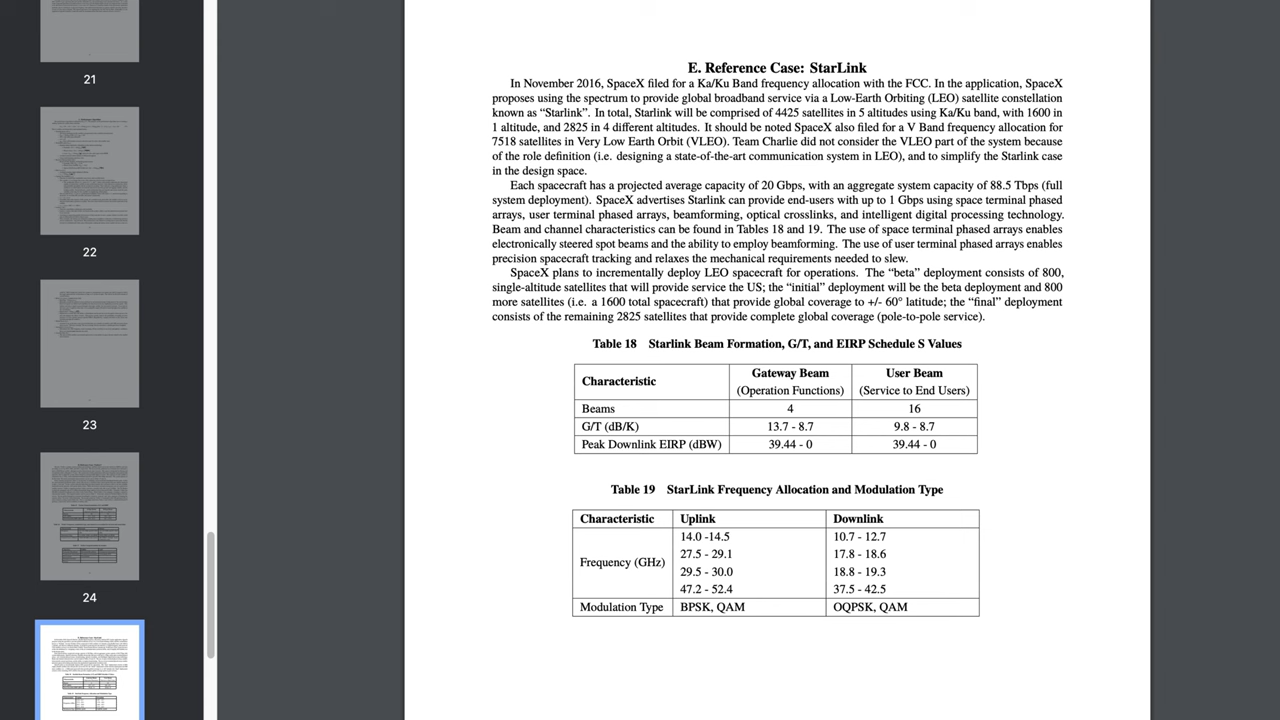 21
22
23
24
E. Reference Case: StarLink
In November 2016, SpaceX filed for a Ka/Ku Band frequency allocation with the FCC. In the application, SpaceX
proposes using the spectrum to provide global broadband service via a Low-Earth Orbiting (LEO) satellite constellation
known as “Starlink”. In total, Starlink will be comprised of 4425 satellites in 5 altitudes using Ka/Ku band, with 1600 in
1 altitude, and 2825 in 4 different altitudes. It should be noted SpaceX also filed for a V Band frequency allocation for
7518 satellites in Very Low Earth Orbit (VLEO). Team Charlie did not consider the VLEO part of the system because
of the role definition (i.e. designing a state-of-the-art communication system in LEO), and to simplify the Starlink case
in the design space.
Each spacecraft has a projected average capacity of 20 Gbps, with an aggregate system capacity of 88.5 Tbps (full
system deployment). SpaceX advertises Starlink can provide end-users with up to 1 Gbps using space terminal phased
arrays, user terminal phased arrays, beamforming, optical crosslinks, and intelligent digital processing technology.
Beam and channel characteristics can be found in Tables 18 and 19. The use of space terminal phased arrays enables
electronically steered spot beams and the ability to employ beamforming. The use of user terminal phased arrays enables
precision spacecraft tracking and relaxes the mechanical requirements needed to slew.
SpaceX plans to incrementally deploy LEO spacecraft for operations. The “beta” deployment consists of 800,
single-altitude satellites that will provide service the US; the “initial” deployment will be the beta deployment and 800
more satellites (i.e. a 1600 total spacecraft) that provide global coverage to +/- 60° latitude; the “final” deployment
consists of the remaining 2825 satellites that provide complete global coverage (pole-to-pole service).
Table 18 Starlink Beam Formation, G/T, and EIRP Schedule S Values
Characteristic Gateway Beam User Beam
(Operation Functions) (Service to End Users)
Beams 4 16
G/T (dB/K) 13.7 - 8.7 9.8 - 8.7
Peak Downlink EIRP (dBW) 39.44 - 0 39.44 - 0
Table 19 StarLink Frequency Allocation and Modulation Type
Characteristic Uplink Downlink
Frequency (GHz) 14.0 -14.5 10.7 - 12.7
27.5 - 29.1 17.8 - 18.6
29.5 - 30.0 18.8 - 19.3
47.2 - 52.4 37.5 - 42.5
Modulation Type BPSK, QAM OQPSK, QAM